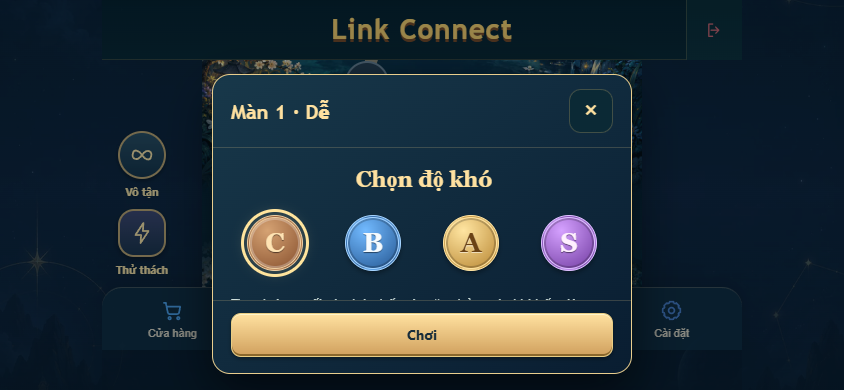 Link Connect
Màn 1 · Dễ
×
Chọn độ khó
C B A S
Chơi
Vô tận
Thử thách
Cửa hàng
Cài đặt